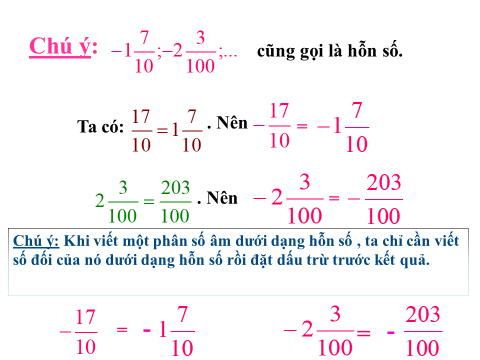 Chú ý: -1 7/10 ; -2 3/100 ;... cũng gọi là hỗn số.
Ta có: 17/10 = 1 7/10 . Nên - 17/10 = -1 7/10
2 3/100 = 203/100 . Nên -2 3/100 = - 203/100
Chú ý: Khi viết một phân số âm dưới dạng hỗn số , ta chỉ cần viết
số đối của nó dưới dạng hỗn số rồi đặt dấu trừ trước kết quả.
- 17/10 = - 1 7/10 -2 3/100 = - 203/100